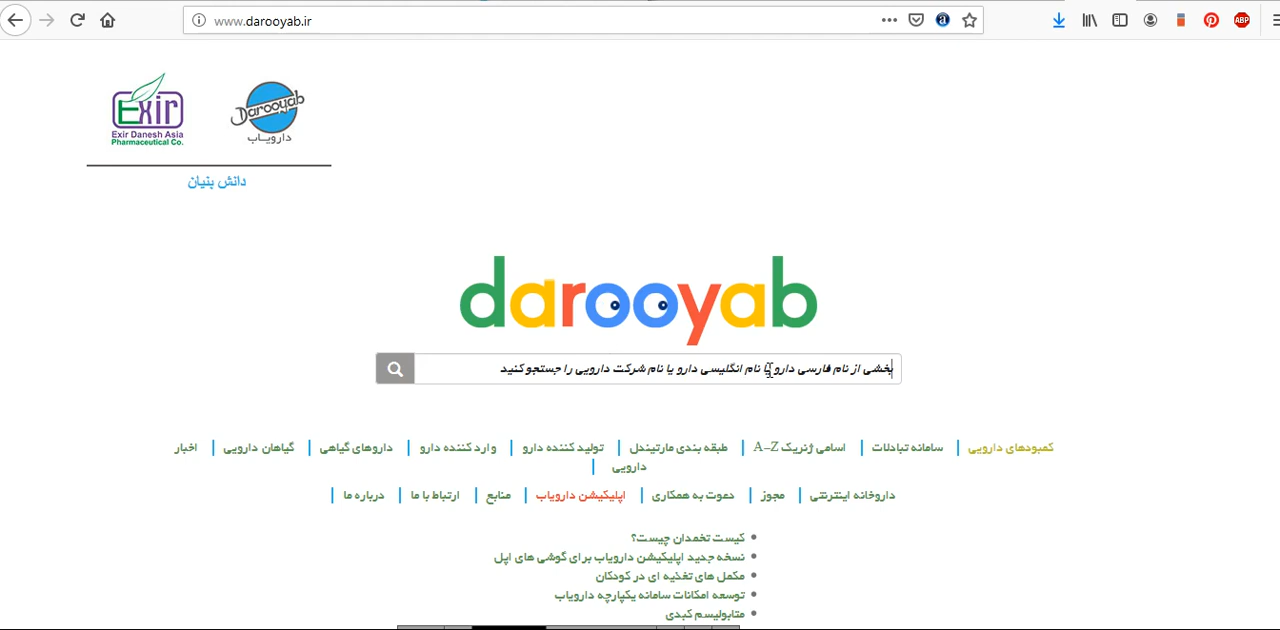 www.darooyab.ir
ABP
Exir
Exir Danesh Asia
Pharmaceutical Co.
Darooyab
دارویـاب
دانش بنیان
darooyab
بخشی از نام فارسی دارو یا نام انگلیسی دارو یا نام شرکت دارویی را جستجو کنید
کمبودهای دارویی | سامانه تبادلات | اسامی ژنریک A-Z | طبقه بندی مارتیندل | تولید کننده دارو | وارد کننده دارو | داروهای گیاهی | گیاهان دارویی | اخبار
دارویی |
داروخانه اینترنتی | مجوز | دعوت به همکاری | اپلیکیشن دارویاب | منابع | ارتباط با ما | درباره ما |
کیست تخمدان چیست؟
نسخه جدید اپلیکیشن دارویاب برای گوشی های اپل
مکمل های تغذیه ای در کودکان
توسعه امکانات سامانه یکپارچه دارویاب
متابولیسم کبدی